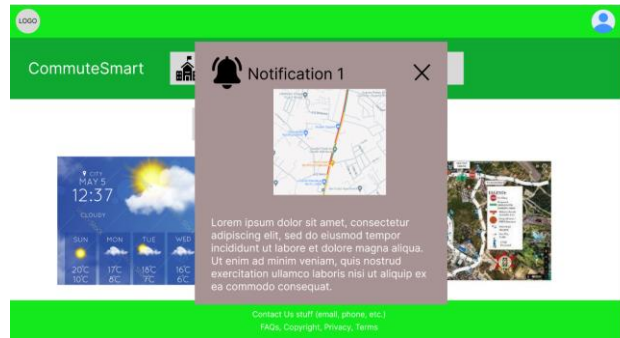 LOGO
CommuteSmart
Notification 1
CITY
MAY 5
12:37
CLOUDY
SUN MON TUE WED
20°C 17°C 18°C 16°C
10°C 8°C 7°C 6°C
Lorem ipsum dolor sit amet, consectetur
adipiscing elit, sed do eiusmod tempor
incididunt ut labore et dolore magna aliqua.
Ut enim ad minim veniam, quis nostrud
exercitation ullamco laboris nisi ut aliquip ex
ea commodo consequat.
Contact Us stuff (email, phone, etc.)
FAQs, Copyright, Privacy, Terms